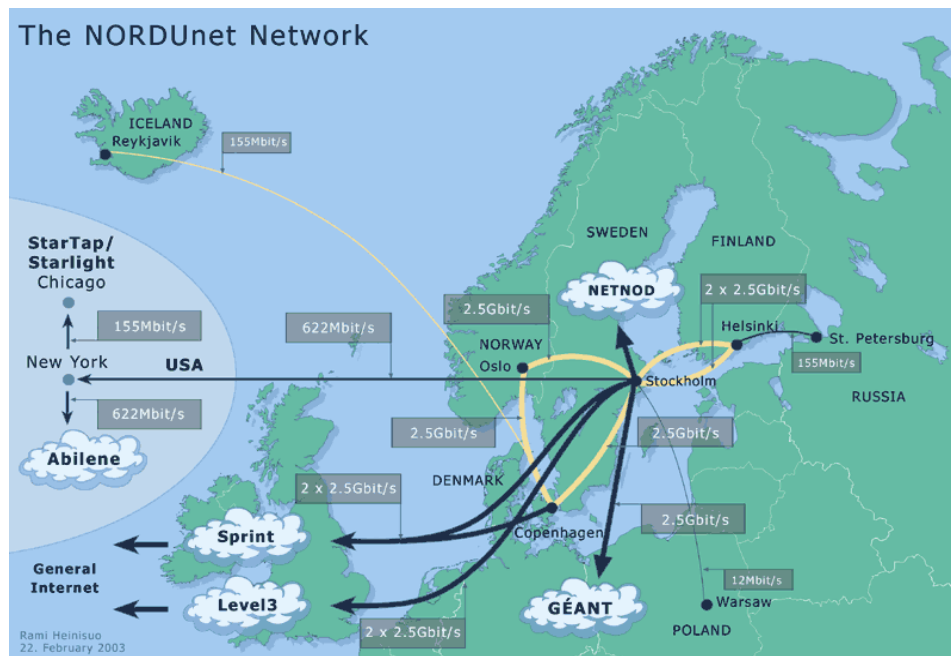 The NORDUnet Network
ICELAND
Reykjavik
155Mbit/s
StarTap/
Starlight
Chicago
155Mbit/s
New York
USA
622Mbit/s
622Mbit/s
Abilene
SWEDEN
FINLAND
NETNOD
2 x 2.5Gbit/s
2.5Gbit/s
Helsinki
St. Petersburg
155Mbit/s
NORWAY
Oslo
Stockholm
RUSSIA
2.5Gbit/s
2.5Gbit/s
DENMARK
2 x 2.5Gbit/s
Copenhagen
2.5Gbit/s
Sprint
General
Internet
Level3
GÉANT
12Mbit/s
Warsaw
POLAND
2 x 2.5Gbit/s
Rami Heinisuo
22. February 2003